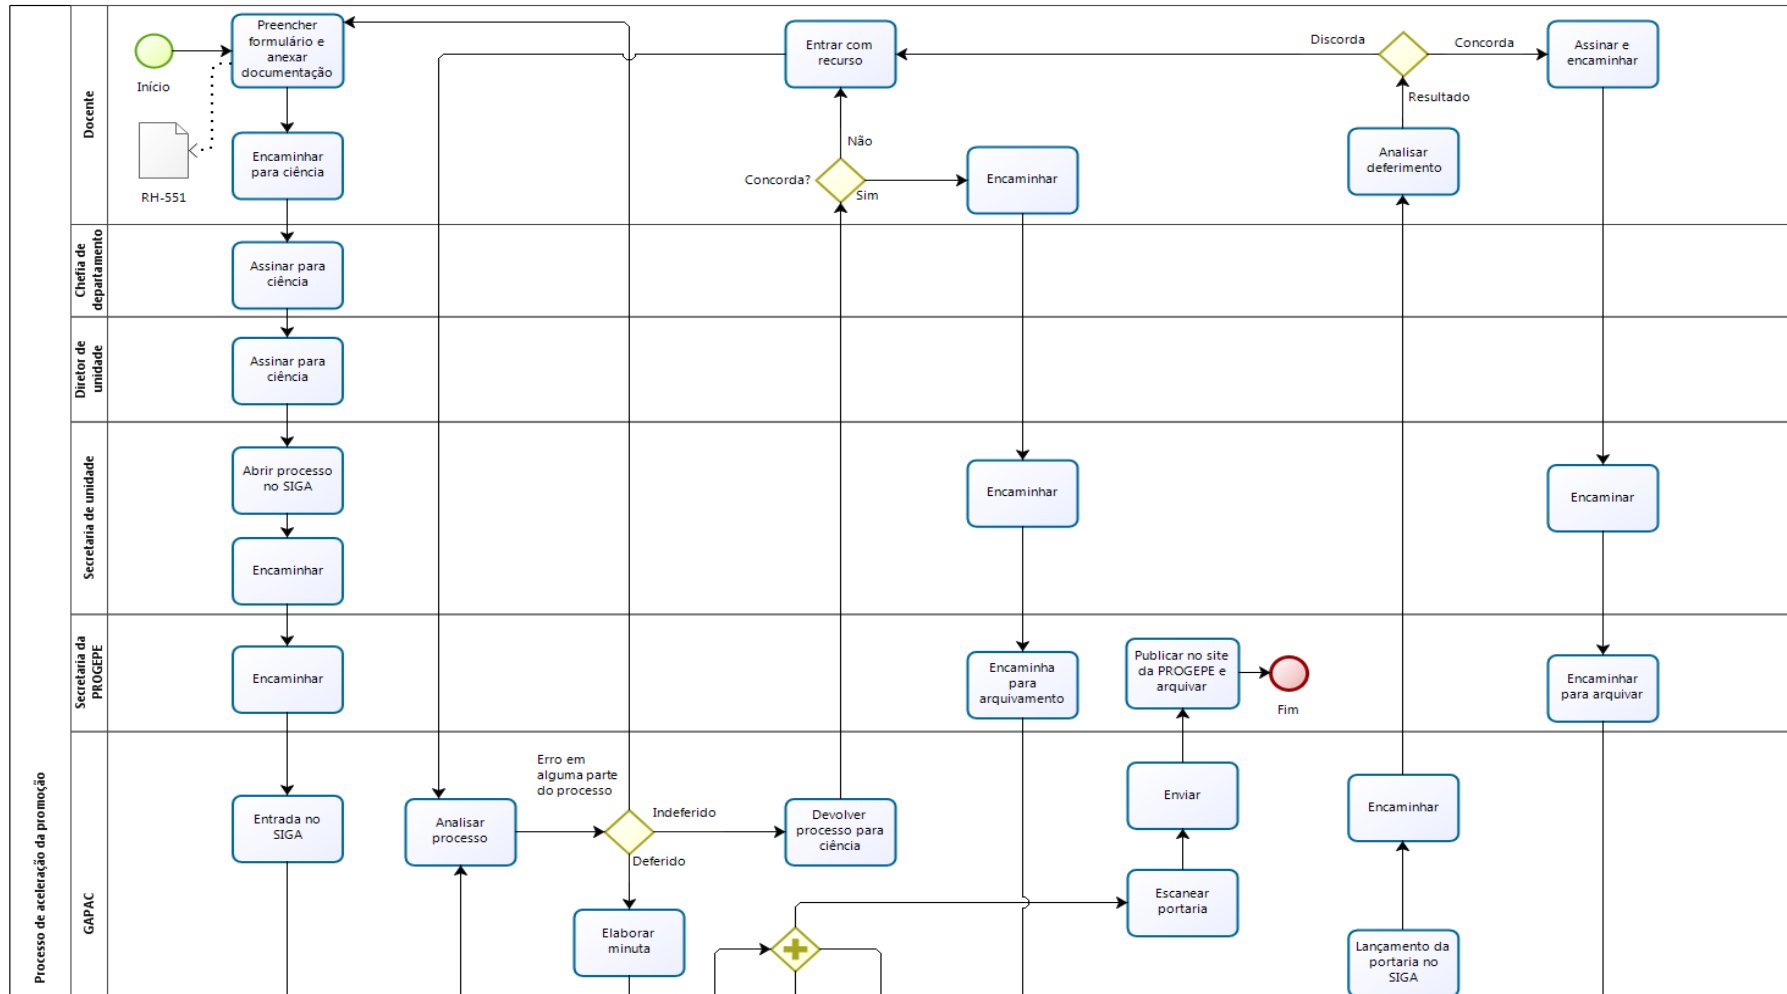 Processo de aceleração da promoção
Docente
Início
Preencher
formulário e
anexar
documentação
RH-551
Encaminhar
para ciência
Entrar com
recurso
Não
Concorda?
Sim
Encaminhar
Discorda
Concorda
Resultado
Analisar
deferimento
Assinar e
encaminhar
Chefia de
departamento
Assinar para
ciência
Diretor de
unidade
Assinar para
ciência
Secretaria de unidade
Abrir processo
no SIGA
Encaminhar
Encaminhar
Encaminar
Secretaria da
PROGEPE
Encaminhar
Encaminha
para
arquivamento
Publicar no site
da PROGEPE e
arquivar
Fim
Encaminhar
para arquivar
GAPAC
Entrada no
SIGA
Analisar
processo
Erro em
alguma parte
do processo
Indeferido
Deferido
Devolver
processo para
ciência
Elaborar
minuta
Enviar
Escanear
portaria
Encaminhar
Lançamento da
portaria no
SIGA